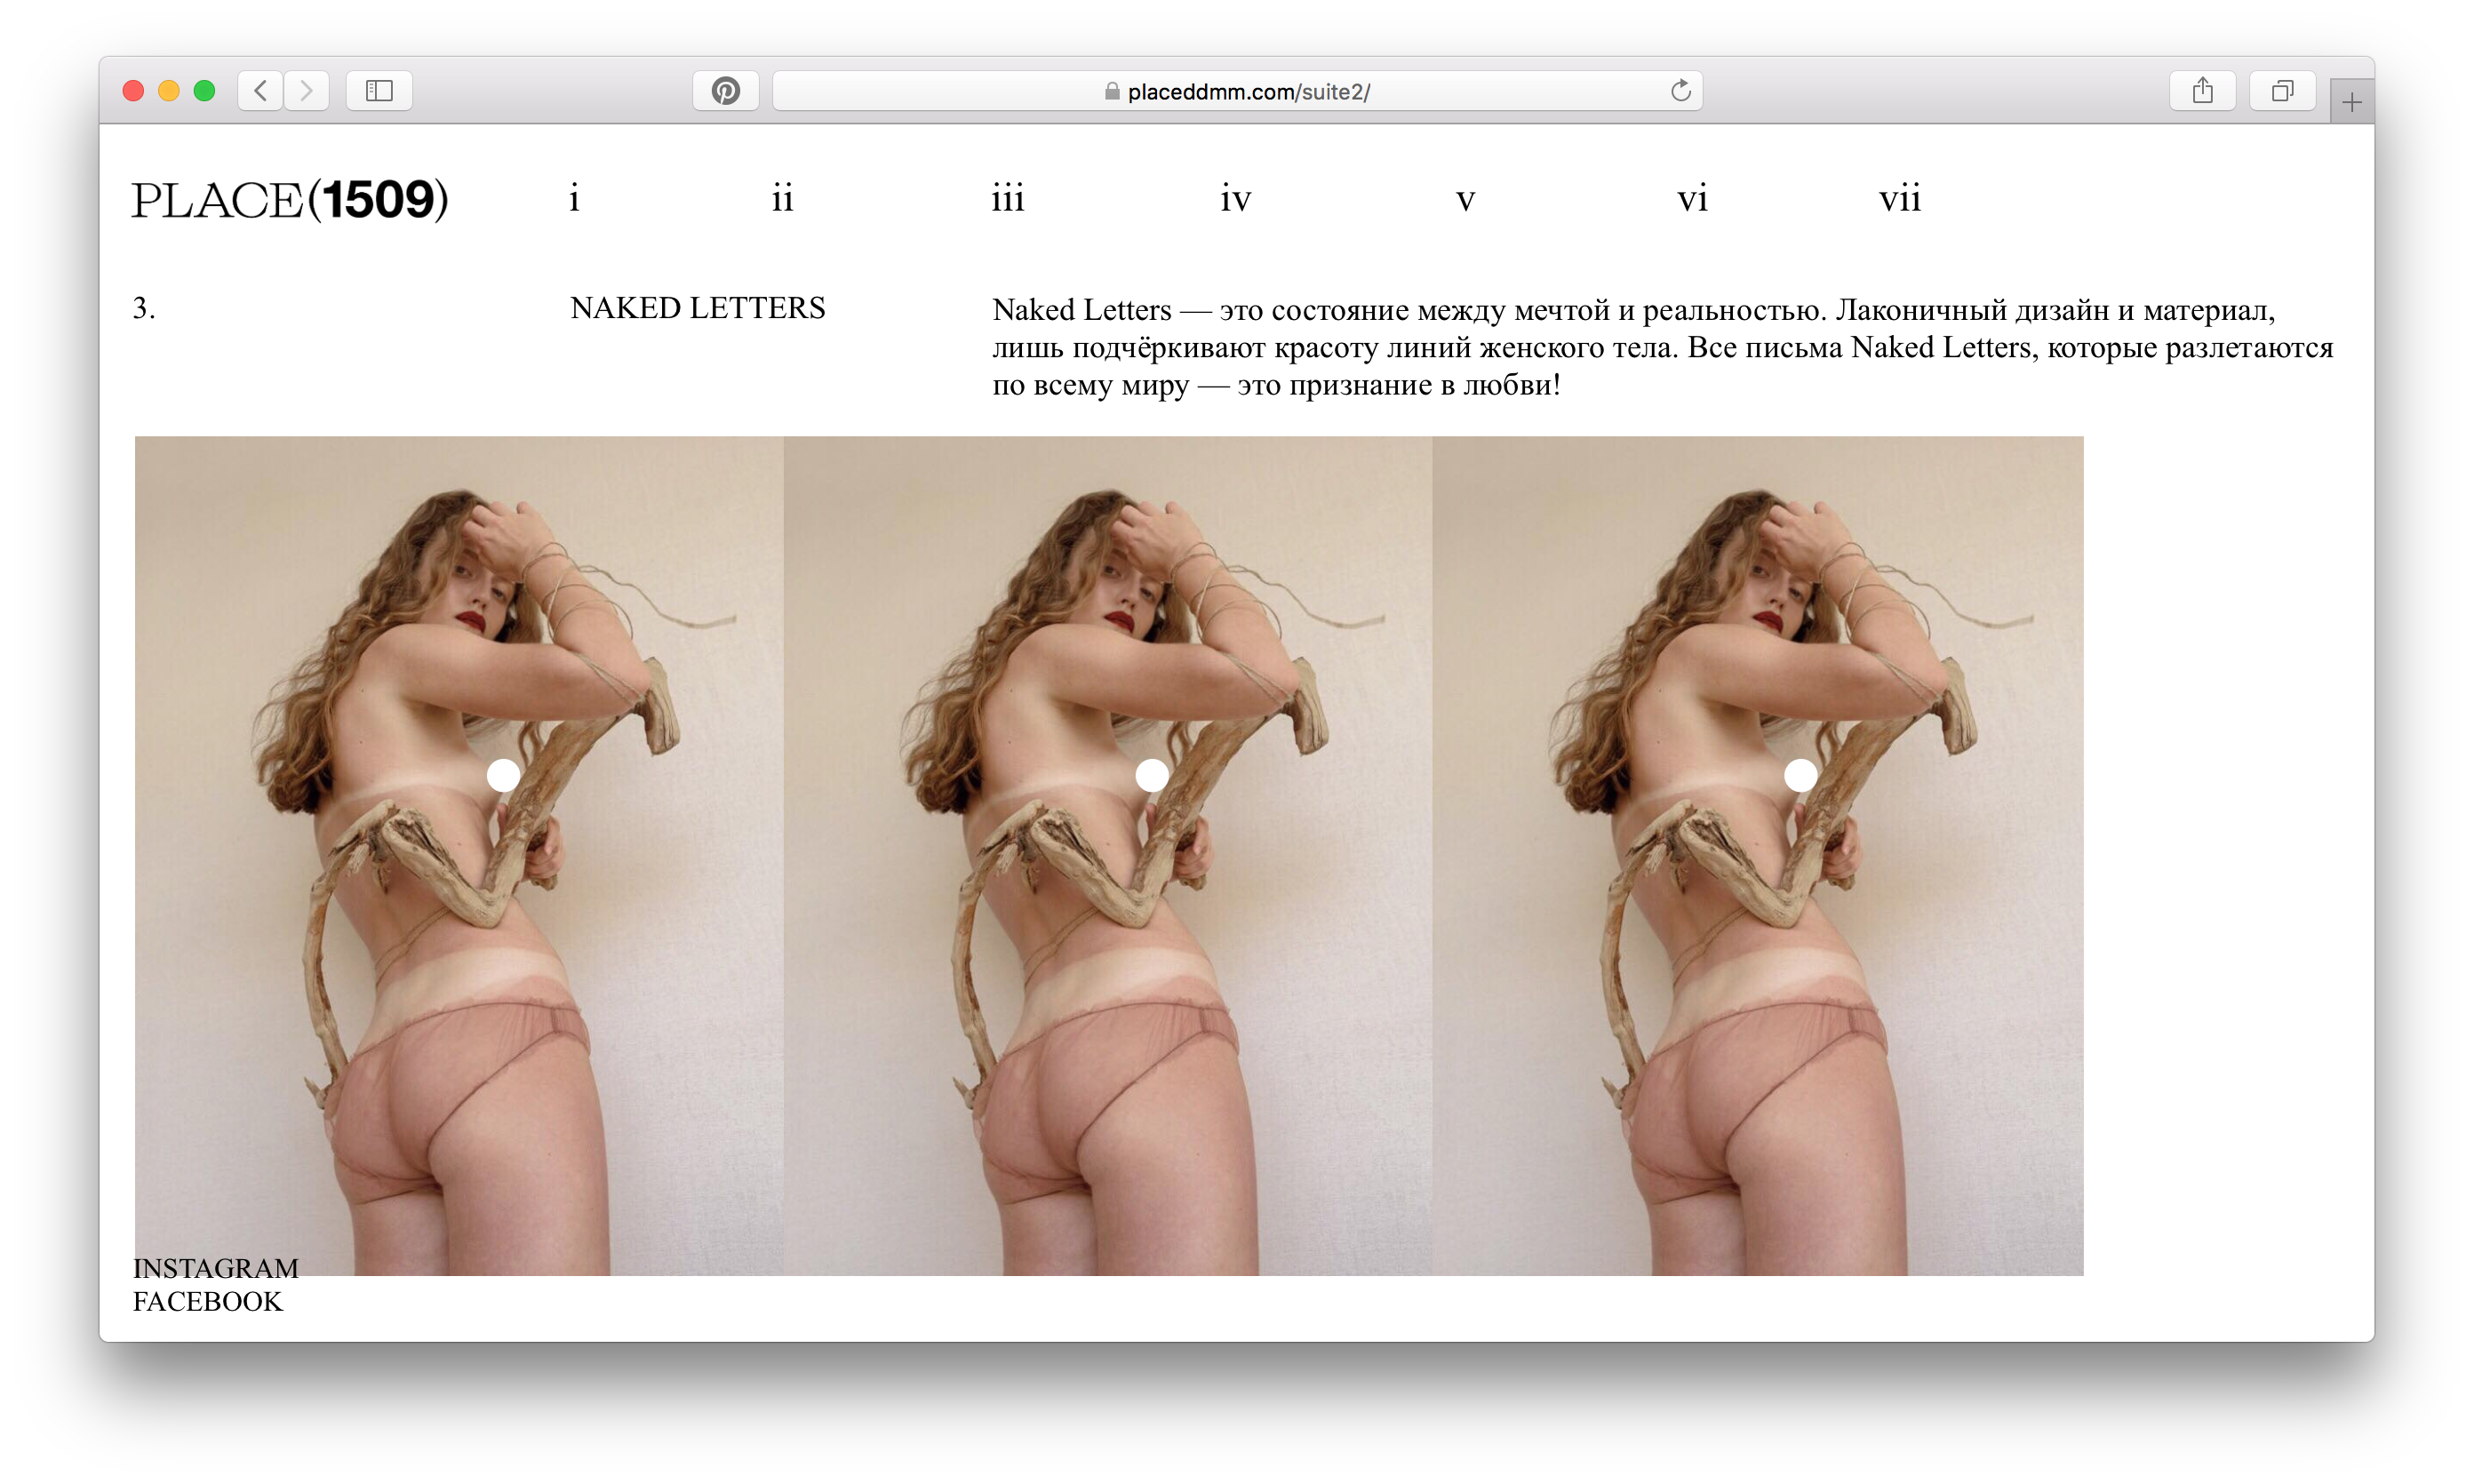 placeddmm.com/suite2/
PLACE(1509) i ii iii iv v vi vii
3. NAKED LETTERS
Naked Letters — это состояние между мечтой и реальностью. Лаконичный дизайн и материал,
лишь подчёркивают красоту линий женского тела. Все письма Naked Letters, которые разлетаются
по всему миру — это признание в любви!
INSTAGRAM
FACEBOOK